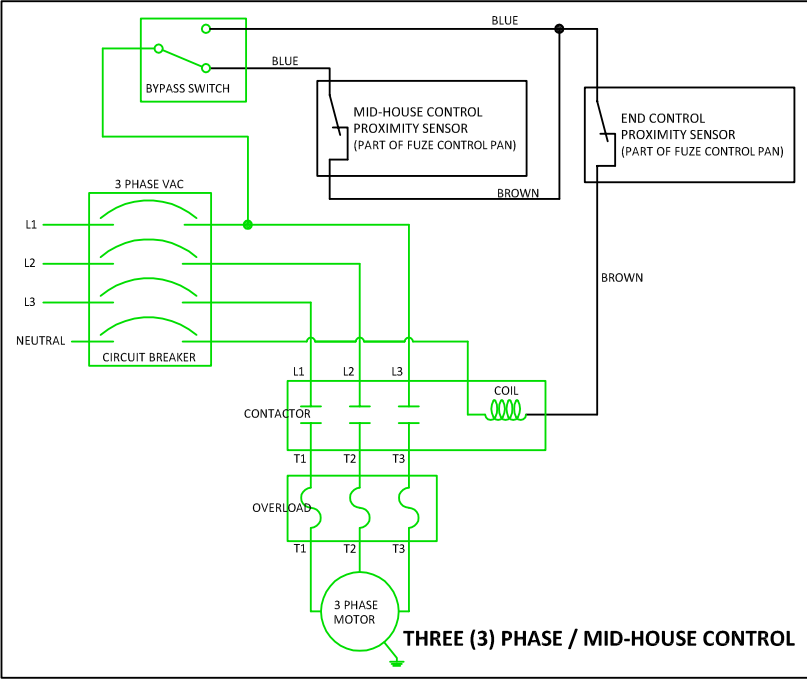 BLUE
BLUE
BYPASS SWITCH
MID-HOUSE CONTROL
PROXIMITY SENSOR
(PART OF FUZE CONTROL PAN)
END CONTROL
PROXIMITY SENSOR
(PART OF FUZE CONTROL PAN)
3 PHASE VAC
BROWN
L1
L2
BROWN
L3
NEUTRAL
CIRCUIT BREAKER
L1
L2
L3
COIL
CONTACTOR
T1
T2
T3
OVERLOAD
T1
T2
T3
3 PHASE
MOTOR
THREE (3) PHASE / MID-HOUSE CONTROL